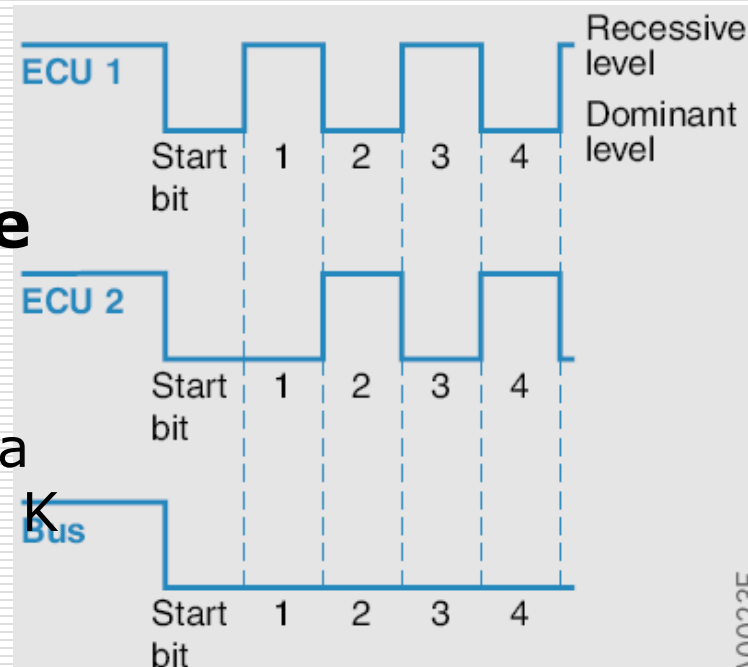 Recessive
level
ECU 1
Dominant
level
Start
bit
1 2 3 4
e
ECU 2
Start
bit
1 2 3 4
a
K
Bus
Start
bit
1 2 3 4